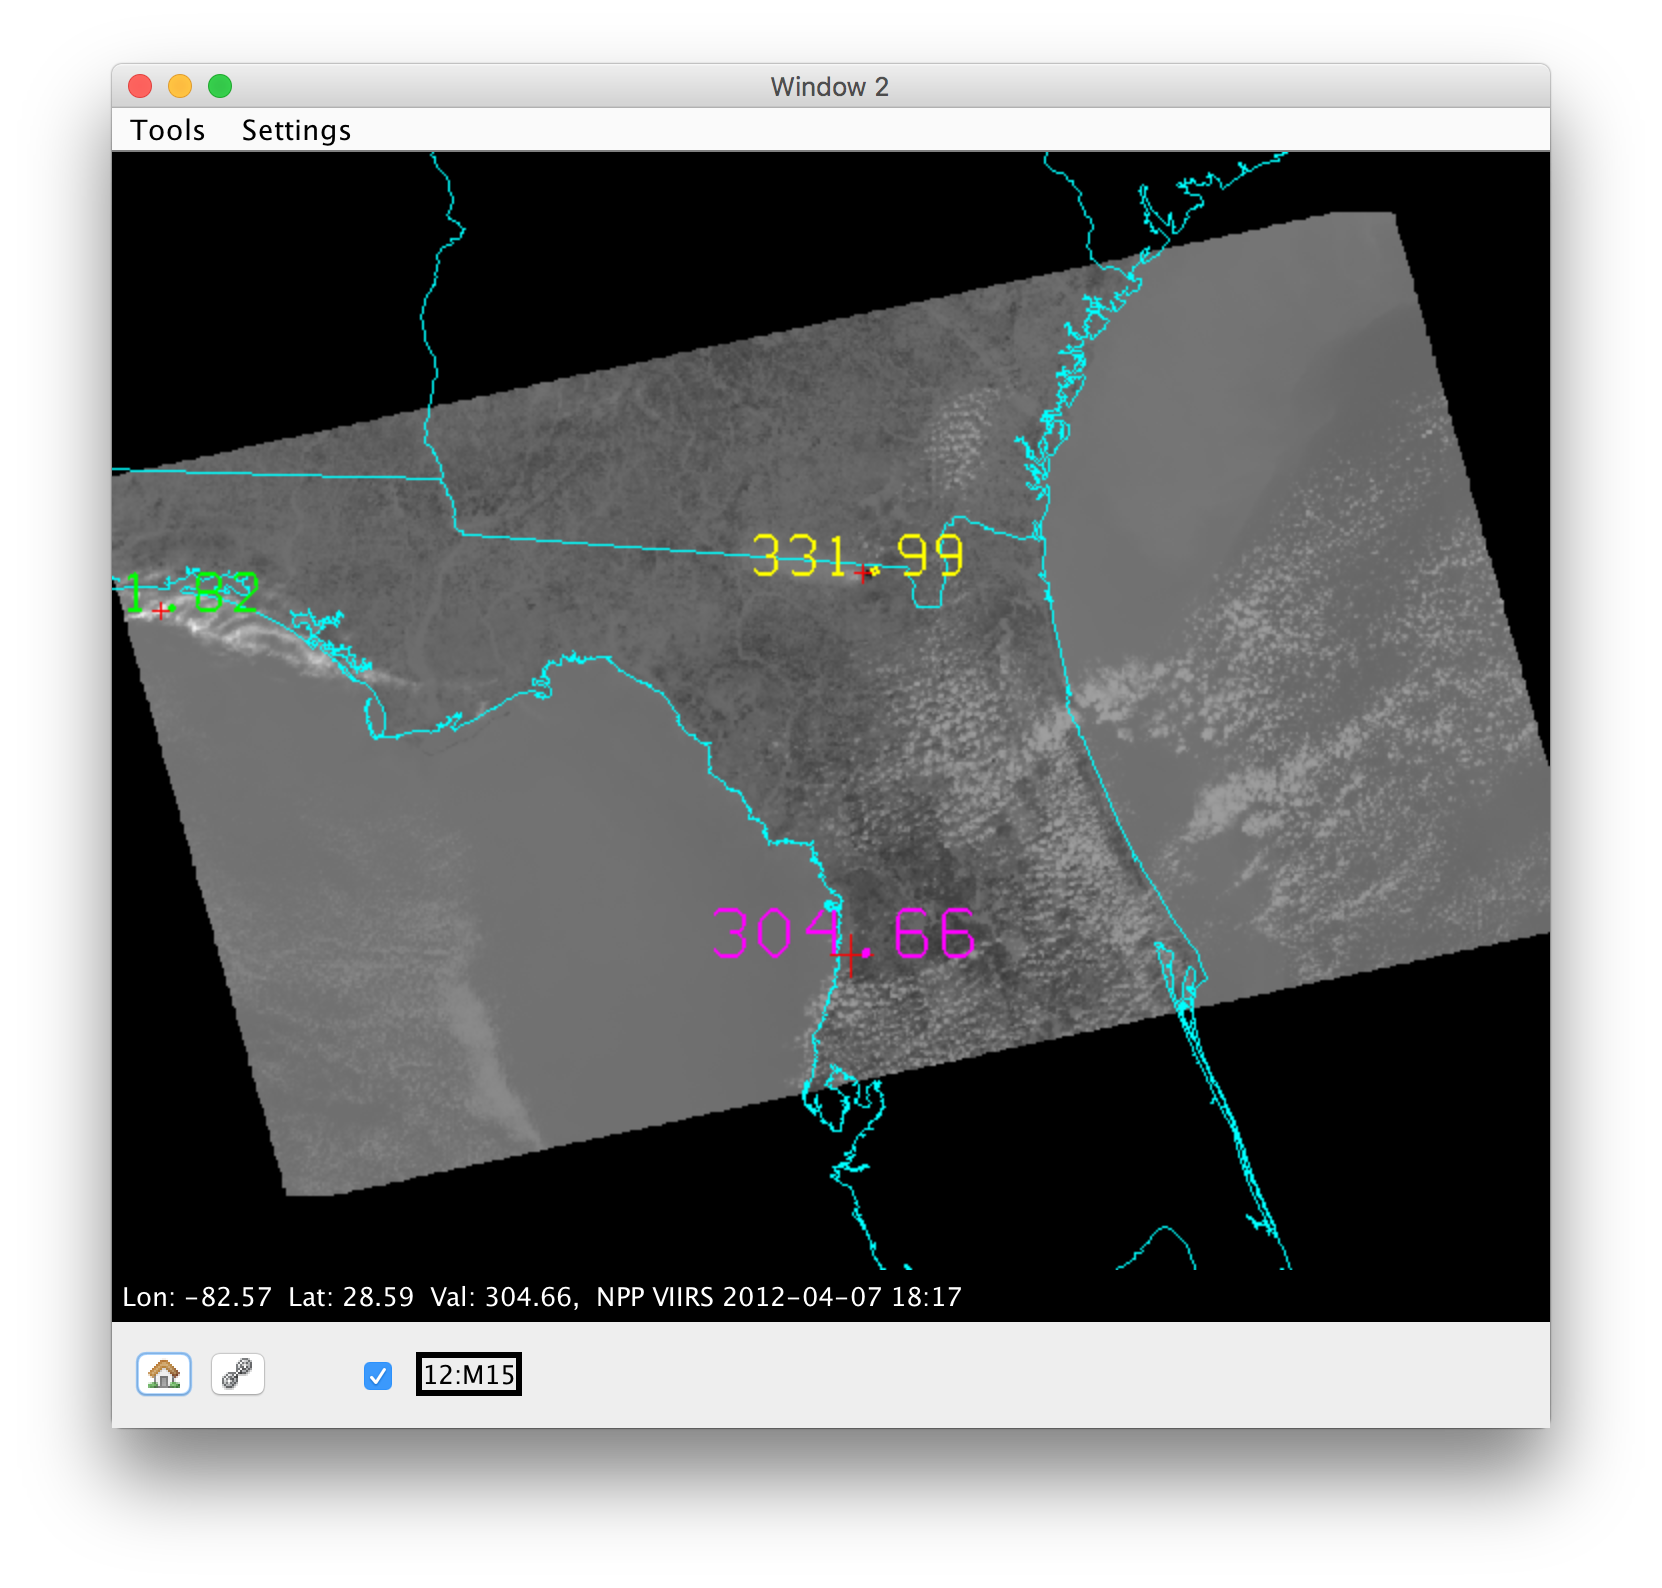 Window 2
Tools Settings
331.99
1.82
304.66
Lon: -82.57 Lat: 28.59 Val: 304.66, NPP VIIRS 2012-04-07 18:17
12:M15